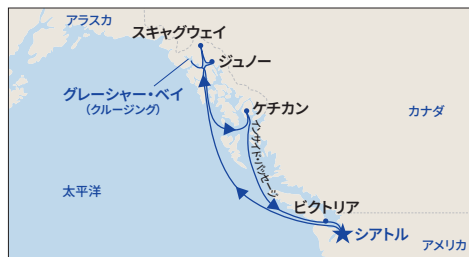 アラスカ
スキャグウェイ
ジュノー
グレーシャー・ベイ
(クルージング)
ケチカン
カナダ
インサイド・パッセージ
太平洋
ビクトリア
シアトル
アメリカ